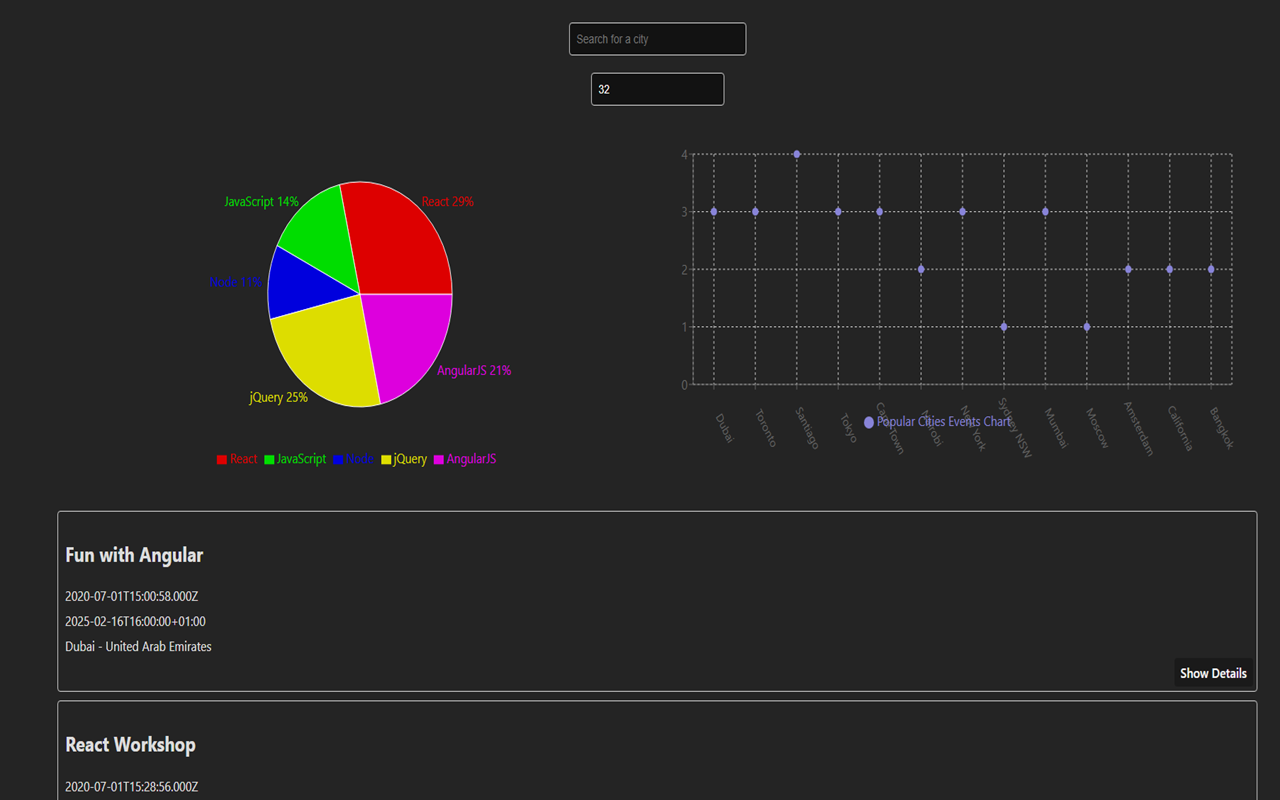 Search for a city
32
JavaScript 14%
React 29%
Node 11%
AngularJS 21%
jQuery 25%
React JavaScript Node jQuery AngularJS
4
3
2
1
0
Dubai
Toronto
Santiago
Tokyo
Cape Town
Nairobi
New York
Sydney NSW
Mumbai
Moscow
Amsterdam
California
Bangkok
Popular Cities Events Chart
Fun with Angular
2020-07-01T15:00:58.000Z
2025-02-16T16:00:00+01:00
Dubai - United Arab Emirates
Show Details
React Workshop
2020-07-01T15:28:56.000Z